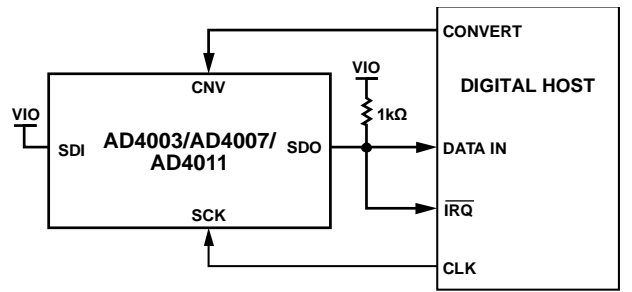 CONVERT
VIO
CNV
DIGITAL HOST
VIO
1kΩ
AD4003/AD4007/
AD4011
SDI
SDO
DATA IN
SCK
IRQ
CLK